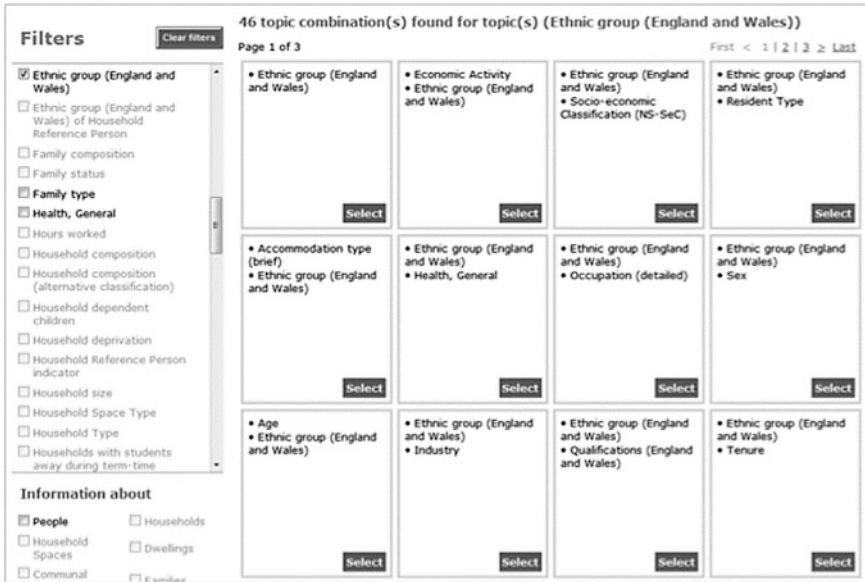 Filters
Clear filters
Ethnic group (England and
Wales)
Ethnic group (England and
Wales) of Household
Reference Person
Family composition
Family status
Family type
Health, General
Hours worked
Household composition
Household composition
(alternative classification)
Household dependent
children
Household deprivation
Household Reference Person
indicator
Household size
Household Space Type
Household Type
Households with students
away during term-time
Information about
People
Households
Household
Spaces
Dwellings
Communal
Families
46 topic combination(s) found for topic(s) (Ethnic group (England and Wales))
Page 1 of 3
First < 1 | 2 | 3 > Last
• Ethnic group (England
and Wales)
Select
• Economic Activity
• Ethnic group (England
and Wales)
Select
• Ethnic group (England
and Wales)
• Socio-economic
Classification (NS-SeC)
Select
• Ethnic group (England
and Wales)
• Resident Type
Select
• Accommodation type
(brief)
• Ethnic group (England
and Wales)
Select
• Ethnic group (England
and Wales)
• Health, General
Select
• Ethnic group (England
and Wales)
• Occupation (detailed)
Select
• Ethnic group (England
and Wales)
• Sex
Select
• Age
• Ethnic group (England
and Wales)
Select
• Ethnic group (England
and Wales)
• Industry
Select
• Ethnic group (England
and Wales)
• Qualifications (England
and Wales)
Select
• Ethnic group (England
and Wales)
• Tenure
Select